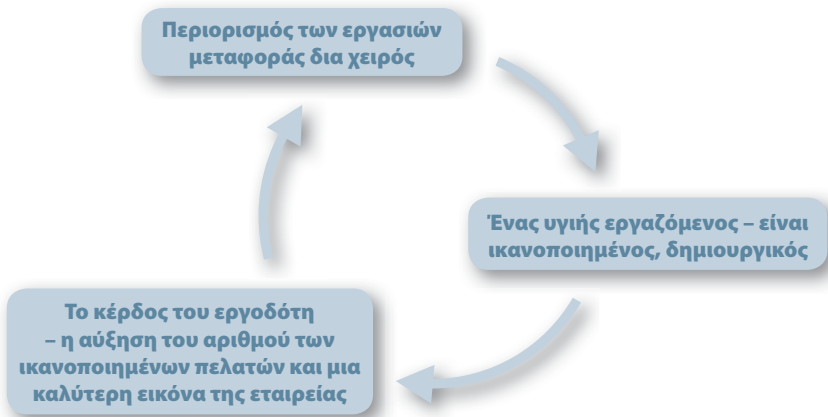 Περιορισμός των εργασιών
μεταφοράς δια χειρός
Ένας υγιής εργαζόμενος – είναι
ικανοποιημένος, δημιουργικός
Το κέρδος του εργοδότη
– η αύξηση του αριθμού των
ικανοποιημένων πελατών και μια
καλύτερη εικόνα της εταιρείας